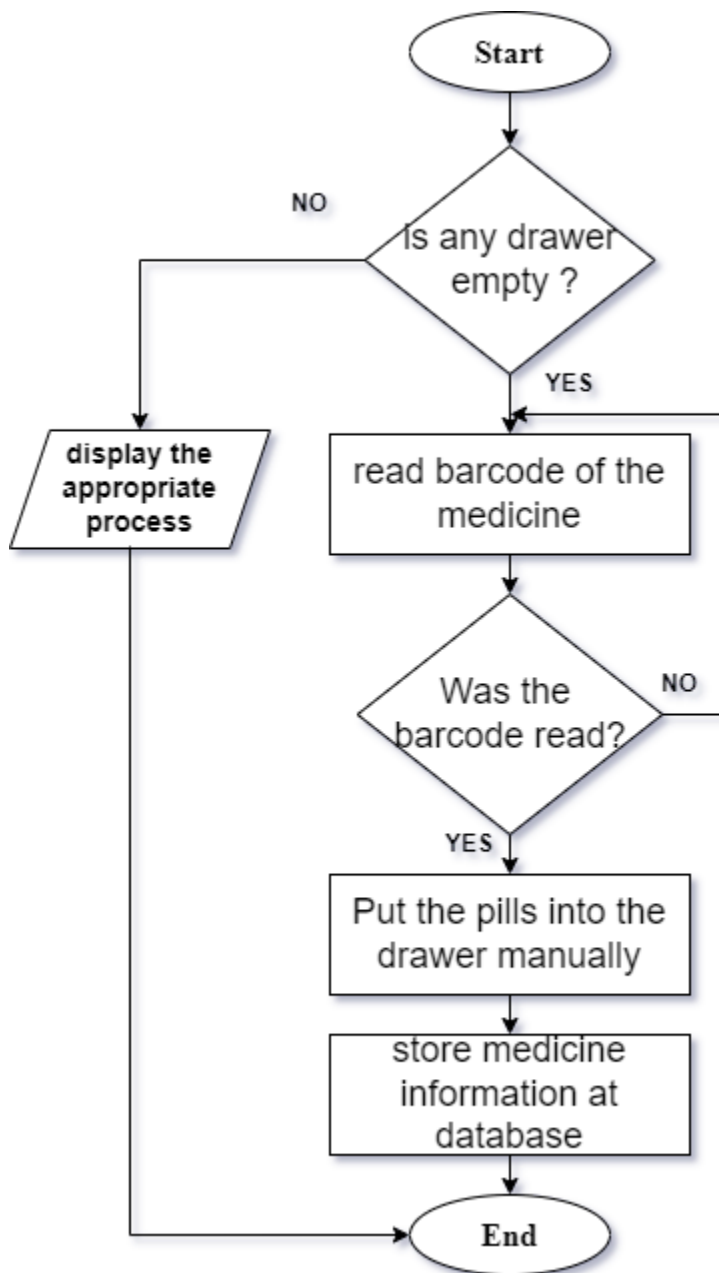 Start
NO
Is any drawer
empty ?
YES
display the
appropriate
process
read barcode of the
medicine
Was the
barcode read?
NO
YES
Put the pills into the
drawer manually
store medicine
information at
database
End